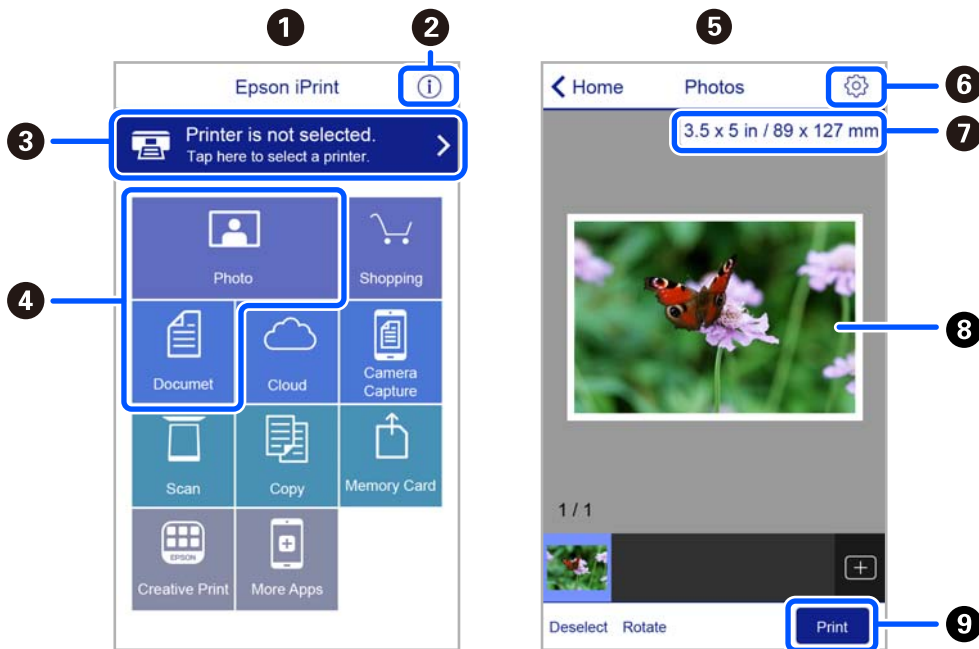 1
2
Epson iPrint
i
3
Printer is not selected.
Tap here to select a printer.
4
Photo
Shopping
Documet
Cloud
Camera
Capture
Scan
Copy
Memory Card
EPSON
Creative Print
More Apps
5
Home
Photos
6
3.5 x 5 in / 89 x 127 mm
7
8
1 / 1
Deselect
Rotate
Print
9